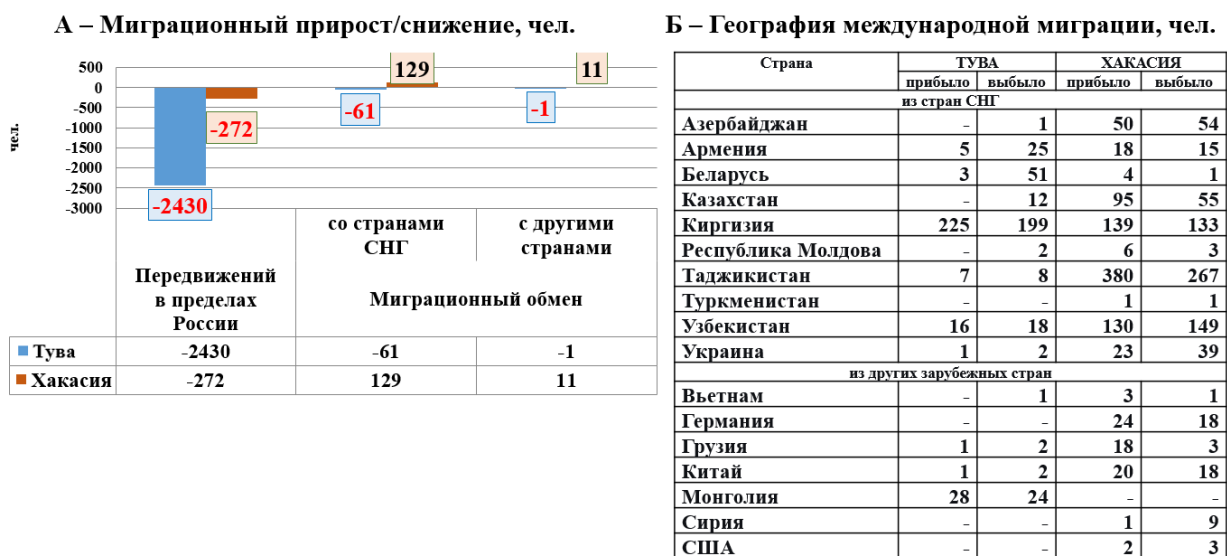 А – Миграционный прирост/снижение, чел.
чел.
500
0
-500
-1000
-1500
-2000
-2500
-3000
-2430
-272
-61
129
-1
11
Передвижений
в пределах
России
со странами
СНГ
с другими
странами
Миграционный обмен
Тува -2430 -61 -1
Хакасия -272 129 11
Б – География международной миграции, чел.
Страна ТУВА ХАКАСИЯ
прибыло выбыло прибыло выбыло
из стран СНГ
Азербайджан - 1 50 54
Армения 5 25 18 15
Беларусь 3 51 4 1
Казахстан - 12 95 55
Киргизия 225 199 139 133
Республика Молдова - 2 6 3
Таджикистан 7 8 380 267
Туркменистан - - 1 1
Узбекистан 16 18 130 149
Украина 1 2 23 39
из других зарубежных стран
Вьетнам - 1 3 1
Германия - - 24 18
Грузия 1 2 18 3
Китай 1 2 20 18
Монголия 28 24 - -
Сирия - - 1 9
США - - 2 3